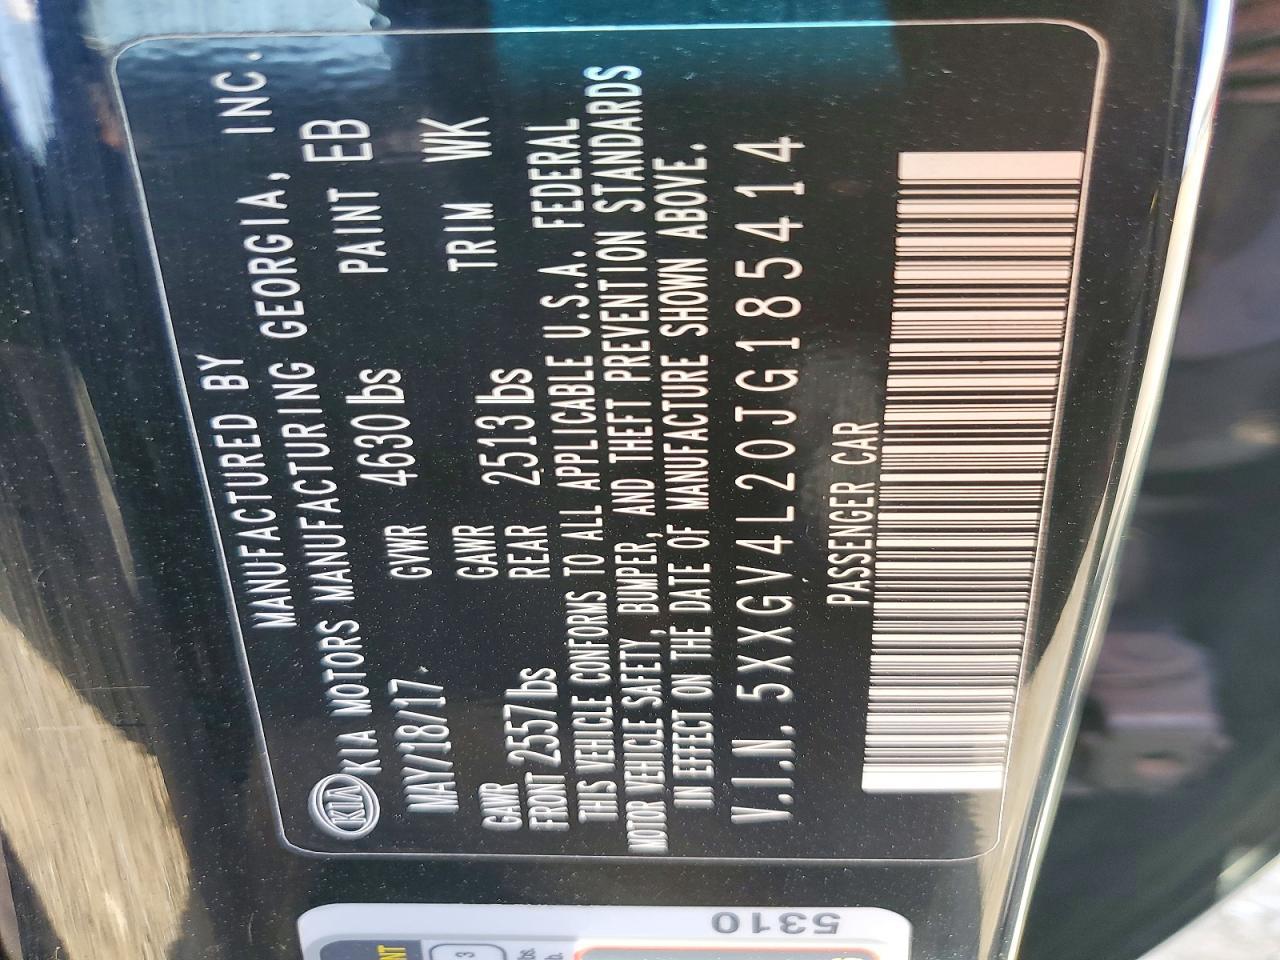 MANUFACTURED BY
KIA MOTORS MANUFACTURING GEORGIA, INC.
KIA
MAY/18/17 GVWR 4630 lbs PAINT EB
GAWR FRONT 2557 lbs GAWR REAR 2513 lbs TRIM WK
THIS VEHICLE CONFORMS TO ALL APPLICABLE U.S.A. FEDERAL
MOTOR VEHICLE SAFETY, BUMPER, AND THEFT PREVENTION STANDARDS
IN EFFECT ON THE DATE OF MANUFACTURE SHOWN ABOVE.
V.I.N. 5XXGV4L20JG185414
PASSENGER CAR
5310
3